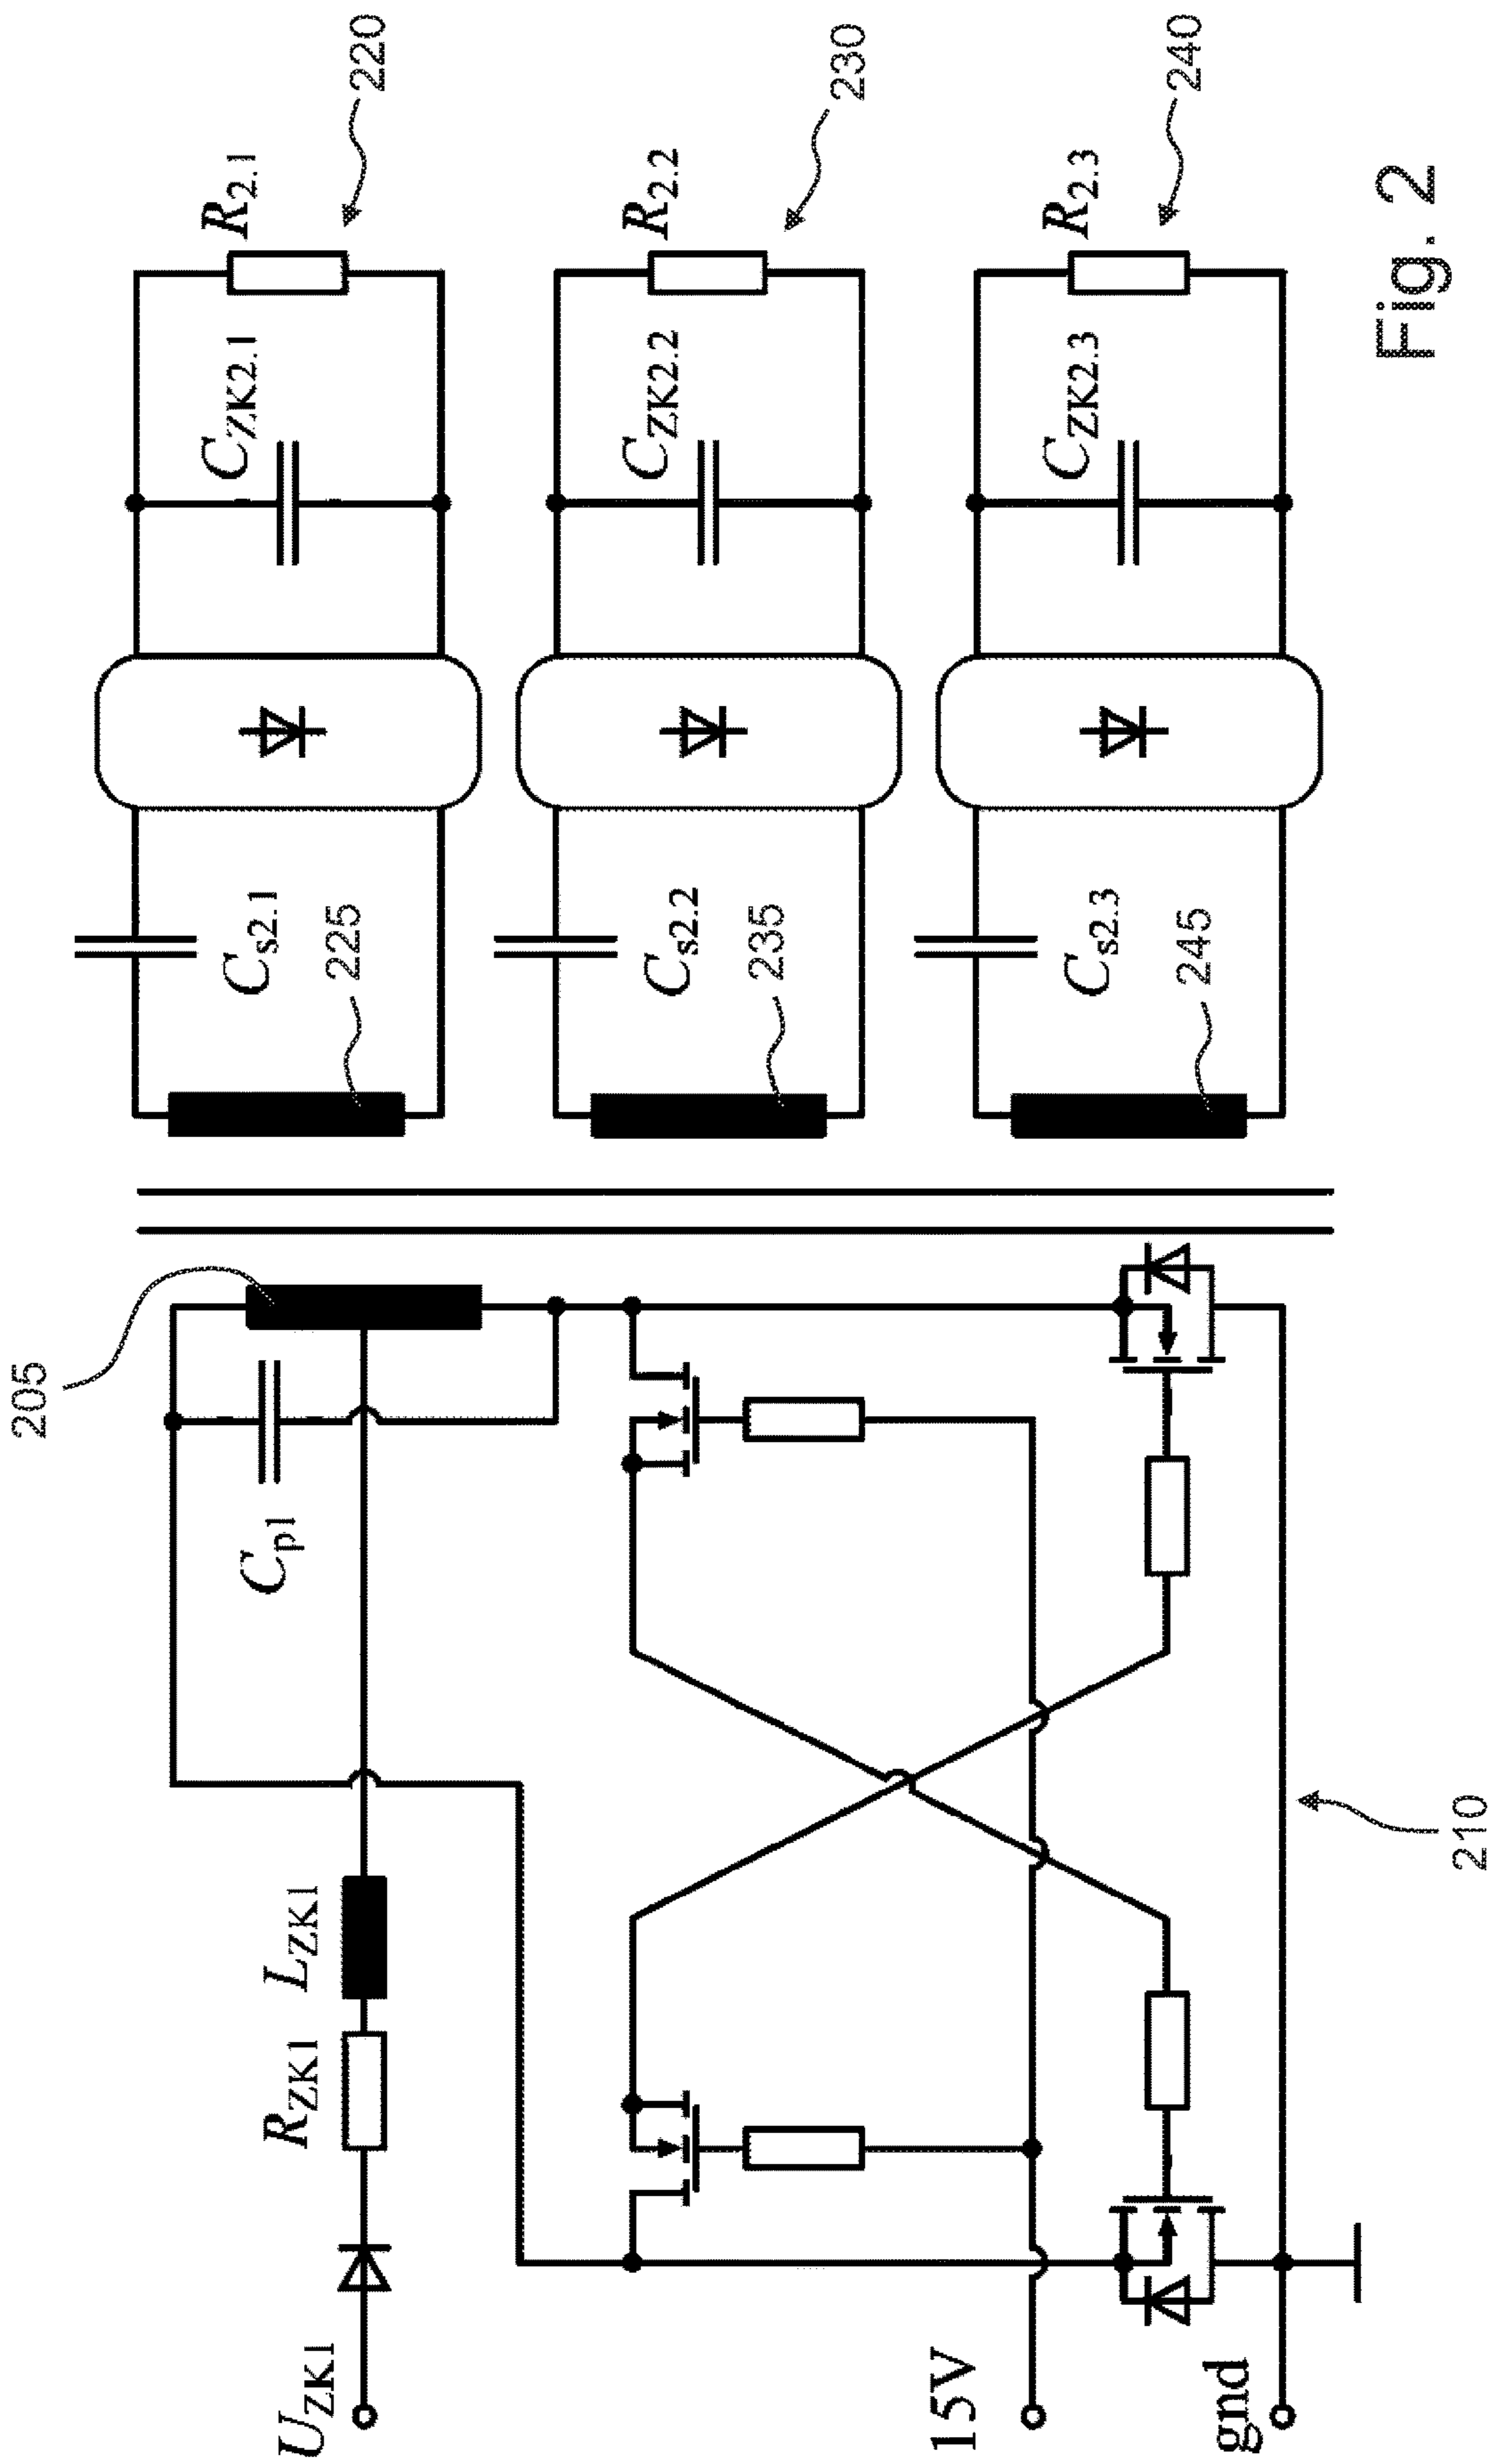 205
220
R2.1
CZK2.1
Cs2.1
225
UZK1
RZK1
LZK1
Cp1
230
R2.2
CZK2.2
Cs2.2
235
240
R2.3
CZK2.3
Cs2.3
245
15V
gnd
210
Fig. 2